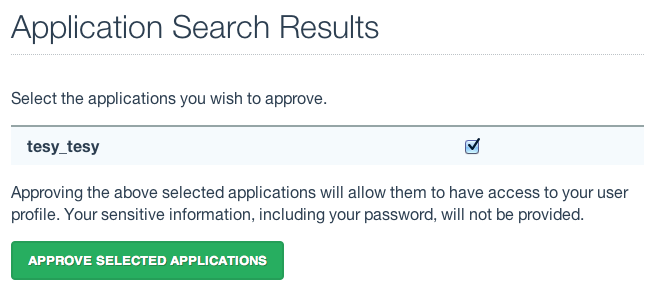 Application Search Results
Select the applications you wish to approve.
tesy_tesy
Approving the above selected applications will allow them to have access to your user
profile. Your sensitive information, including your password, will not be provided.
APPROVE SELECTED APPLICATIONS